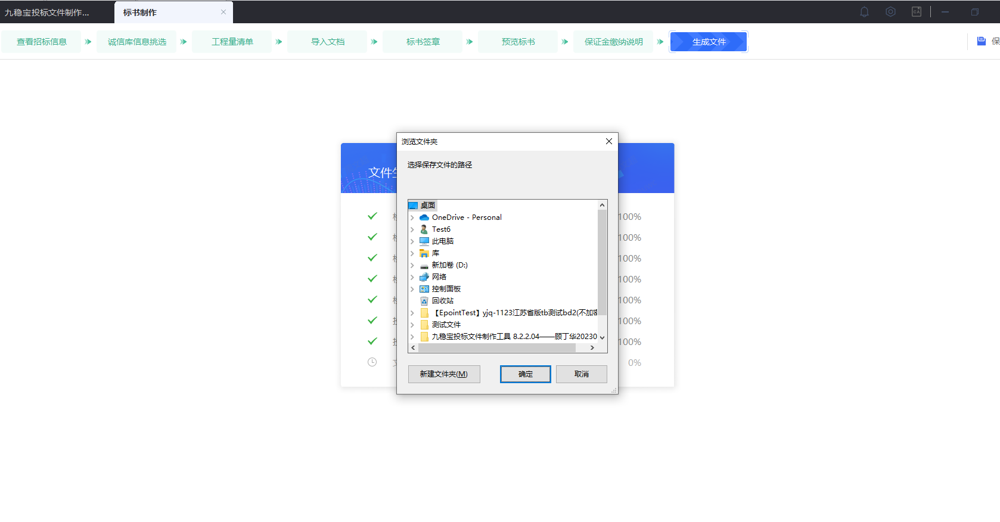 九稳宝投标文件制作...
标书制作
CA
查看招标信息
诚信库信息挑选
工程量清单
导入文档
标书签章
预览标书
保证金缴纳说明
生成文件
保
浏览文件夹
选择保存文件的路径
文件生
桌面
OneDrive - Personal
Test6
此电脑
库
新加卷 (D:)
网络
控制面板
回收站
【EpointTest】yjq-1123江苏省版tb测试bd2(不加密
测试文件
九稳宝投标文件制作工具 8.2.2.04——顾丁华20230
新建文件夹(M)
确定
取消
100%
100%
100%
100%
100%
100%
100%
0%